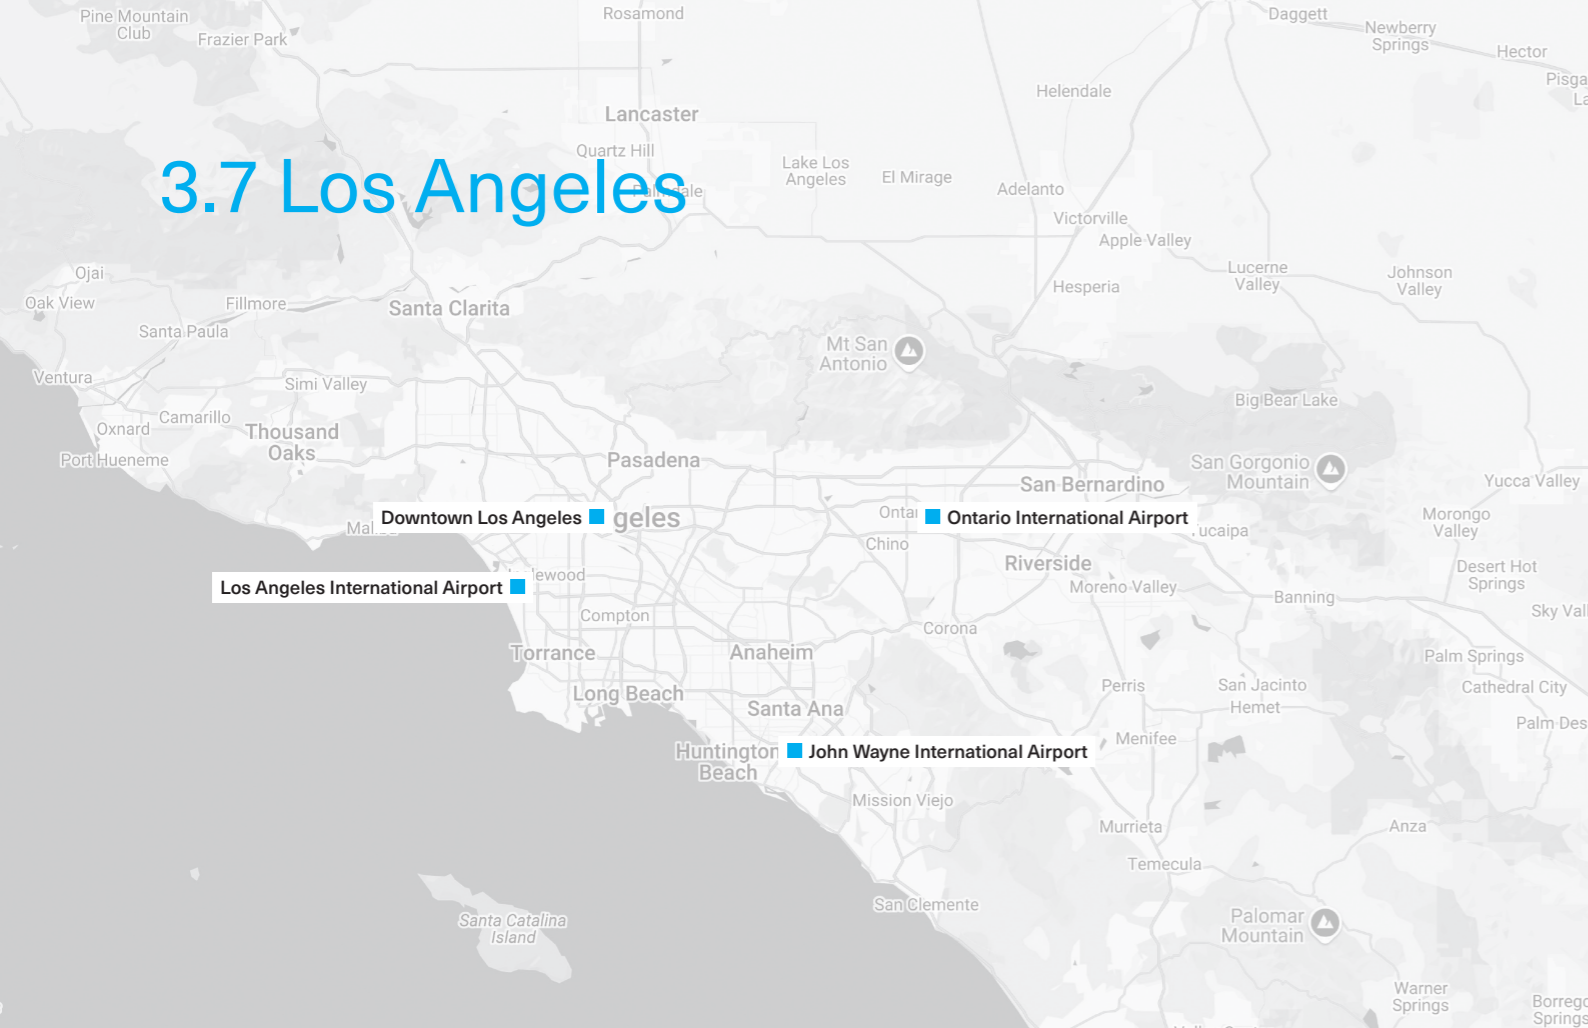 Pine Mountain
Club
Frazier Park
Rosamond
Daggett
Newberry
Springs
Hector
Helendale
Lancaster
Quartz Hill
Lake Los
Angeles
El Mirage
Adelanto
3.7 Los Angeles
Palmdale
Victorville
Apple Valley
Ojai
Oak View
Fillmore
Santa Clarita
Santa Paula
Hesperia
Lucerne
Valley
Johnson
Valley
Mt San
Antonio
Ventura
Simi Valley
Big Bear Lake
Oxnard
Camarillo
Thousand
Oaks
Port Hueneme
Pasadena
San Bernardino
San Gorgonio
Mountain
Yucca Valley
Downtown Los Angeles
geles
Ontario International Airport
Morongo
Valley
Chino
Riverside
Moreno Valley
Desert Hot
Springs
Los Angeles International Airport
Compton
Banning
Corona
Torrance
Anaheim
Palm Springs
Long Beach
Santa Ana
Perris
San Jacinto
Hemet
Cathedral City
Palm Des
Huntington
Beach
John Wayne International Airport
Menifee
Mission Viejo
Murrieta
Anza
Temecula
San Clemente
Santa Catalina
Island
Palomar
Mountain
Warner
Springs
Borrego
Springs